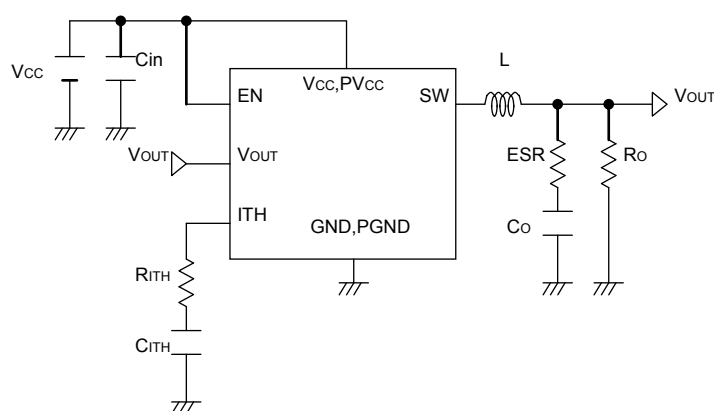 VCC
Cin
VCC,PVCC
EN
SW
L
VOUT
VOUT
VOUT
ESR
RO
ITH
GND,PGND
CO
RITH
CITH